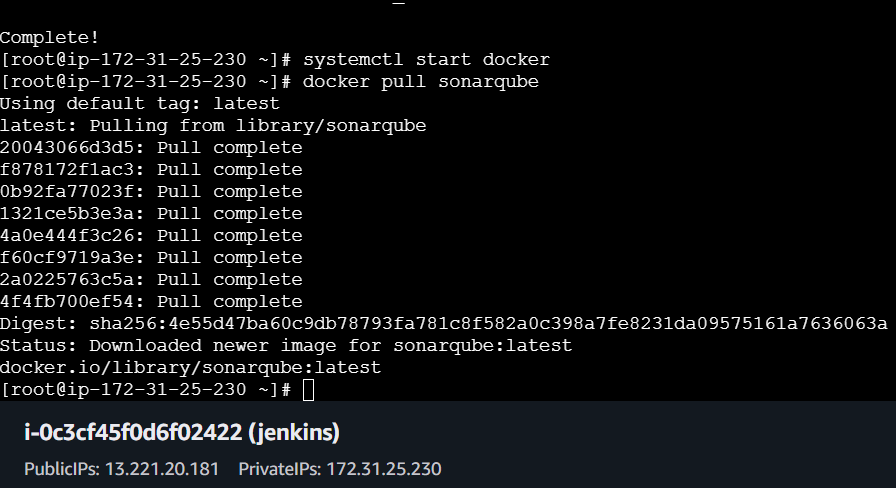 Complete!
[root@ip-172-31-25-230 ~]# systemctl start docker
[root@ip-172-31-25-230 ~]# docker pull sonarqube
Using default tag: latest
latest: Pulling from library/sonarqube
20043066d3d5: Pull complete
f878172f1ac3: Pull complete
0b92fa77023f: Pull complete
1321ce5b3e3a: Pull complete
4a0e444f3c26: Pull complete
f60cf9719a3e: Pull complete
2a0225763c5a: Pull complete
4f4fb700ef54: Pull complete
Digest: sha256:4e55d47ba60c9db78793fa781c8f582a0c398a7fe8231da09575161a7636063a
Status: Downloaded newer image for sonarqube:latest
docker.io/library/sonarqube:latest
[root@ip-172-31-25-230 ~]#
i-0c3cf45f0d6f02422 (jenkins)
PublicIPs: 13.221.20.181 PrivateIPs: 172.31.25.230